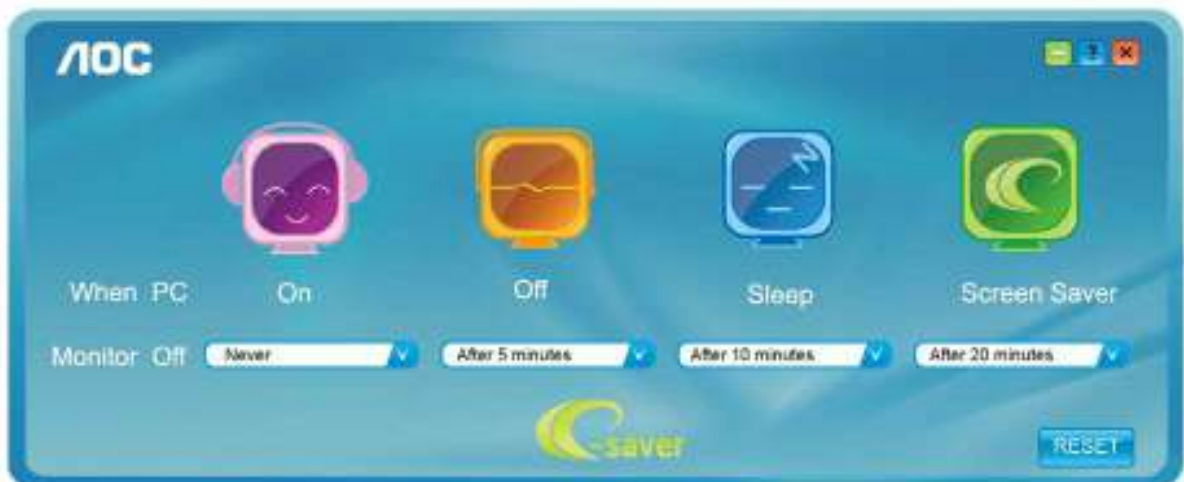 AOC
?
When PC On Off Sleep Screen Saver
Monitor Off Never After 5 minutes After 10 minutes After 20 minutes
e-saver
RESET